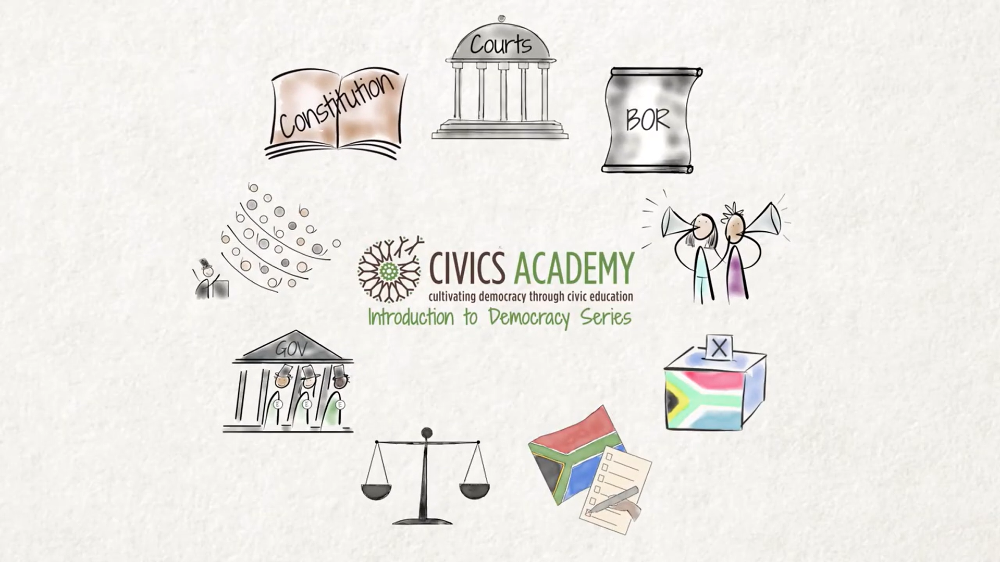 Courts
Constitution
BOR
CIVICS ACADEMY
cultivating democracy through civic education
Introduction to Democracy Series
GOV
X
E
E
E